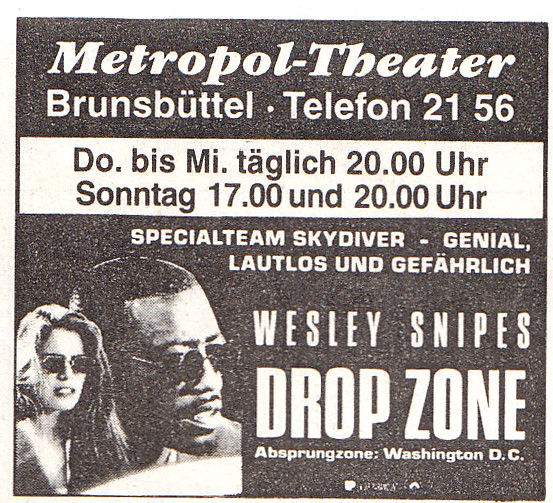 Metropol-Theater
Brunsbüttel · Telefon 21 56
Do. bis Mi. täglich 20.00 Uhr
Sonntag 17.00 und 20.00 Uhr
SPECIALTEAM SKYDIVER - GENIAL,
LAUTLOS UND GEFÄHRLICH
WESLEY SNIPES
DROP ZONE
Absprungzone: Washington D.C.